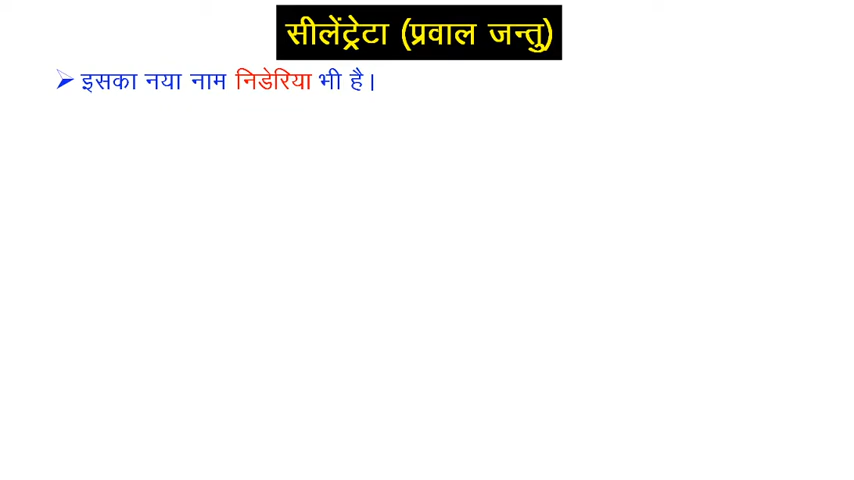 सीलेंट्रेटा (प्रवाल जन्तु)
➢ इसका नया नाम निडेरिया भी है।